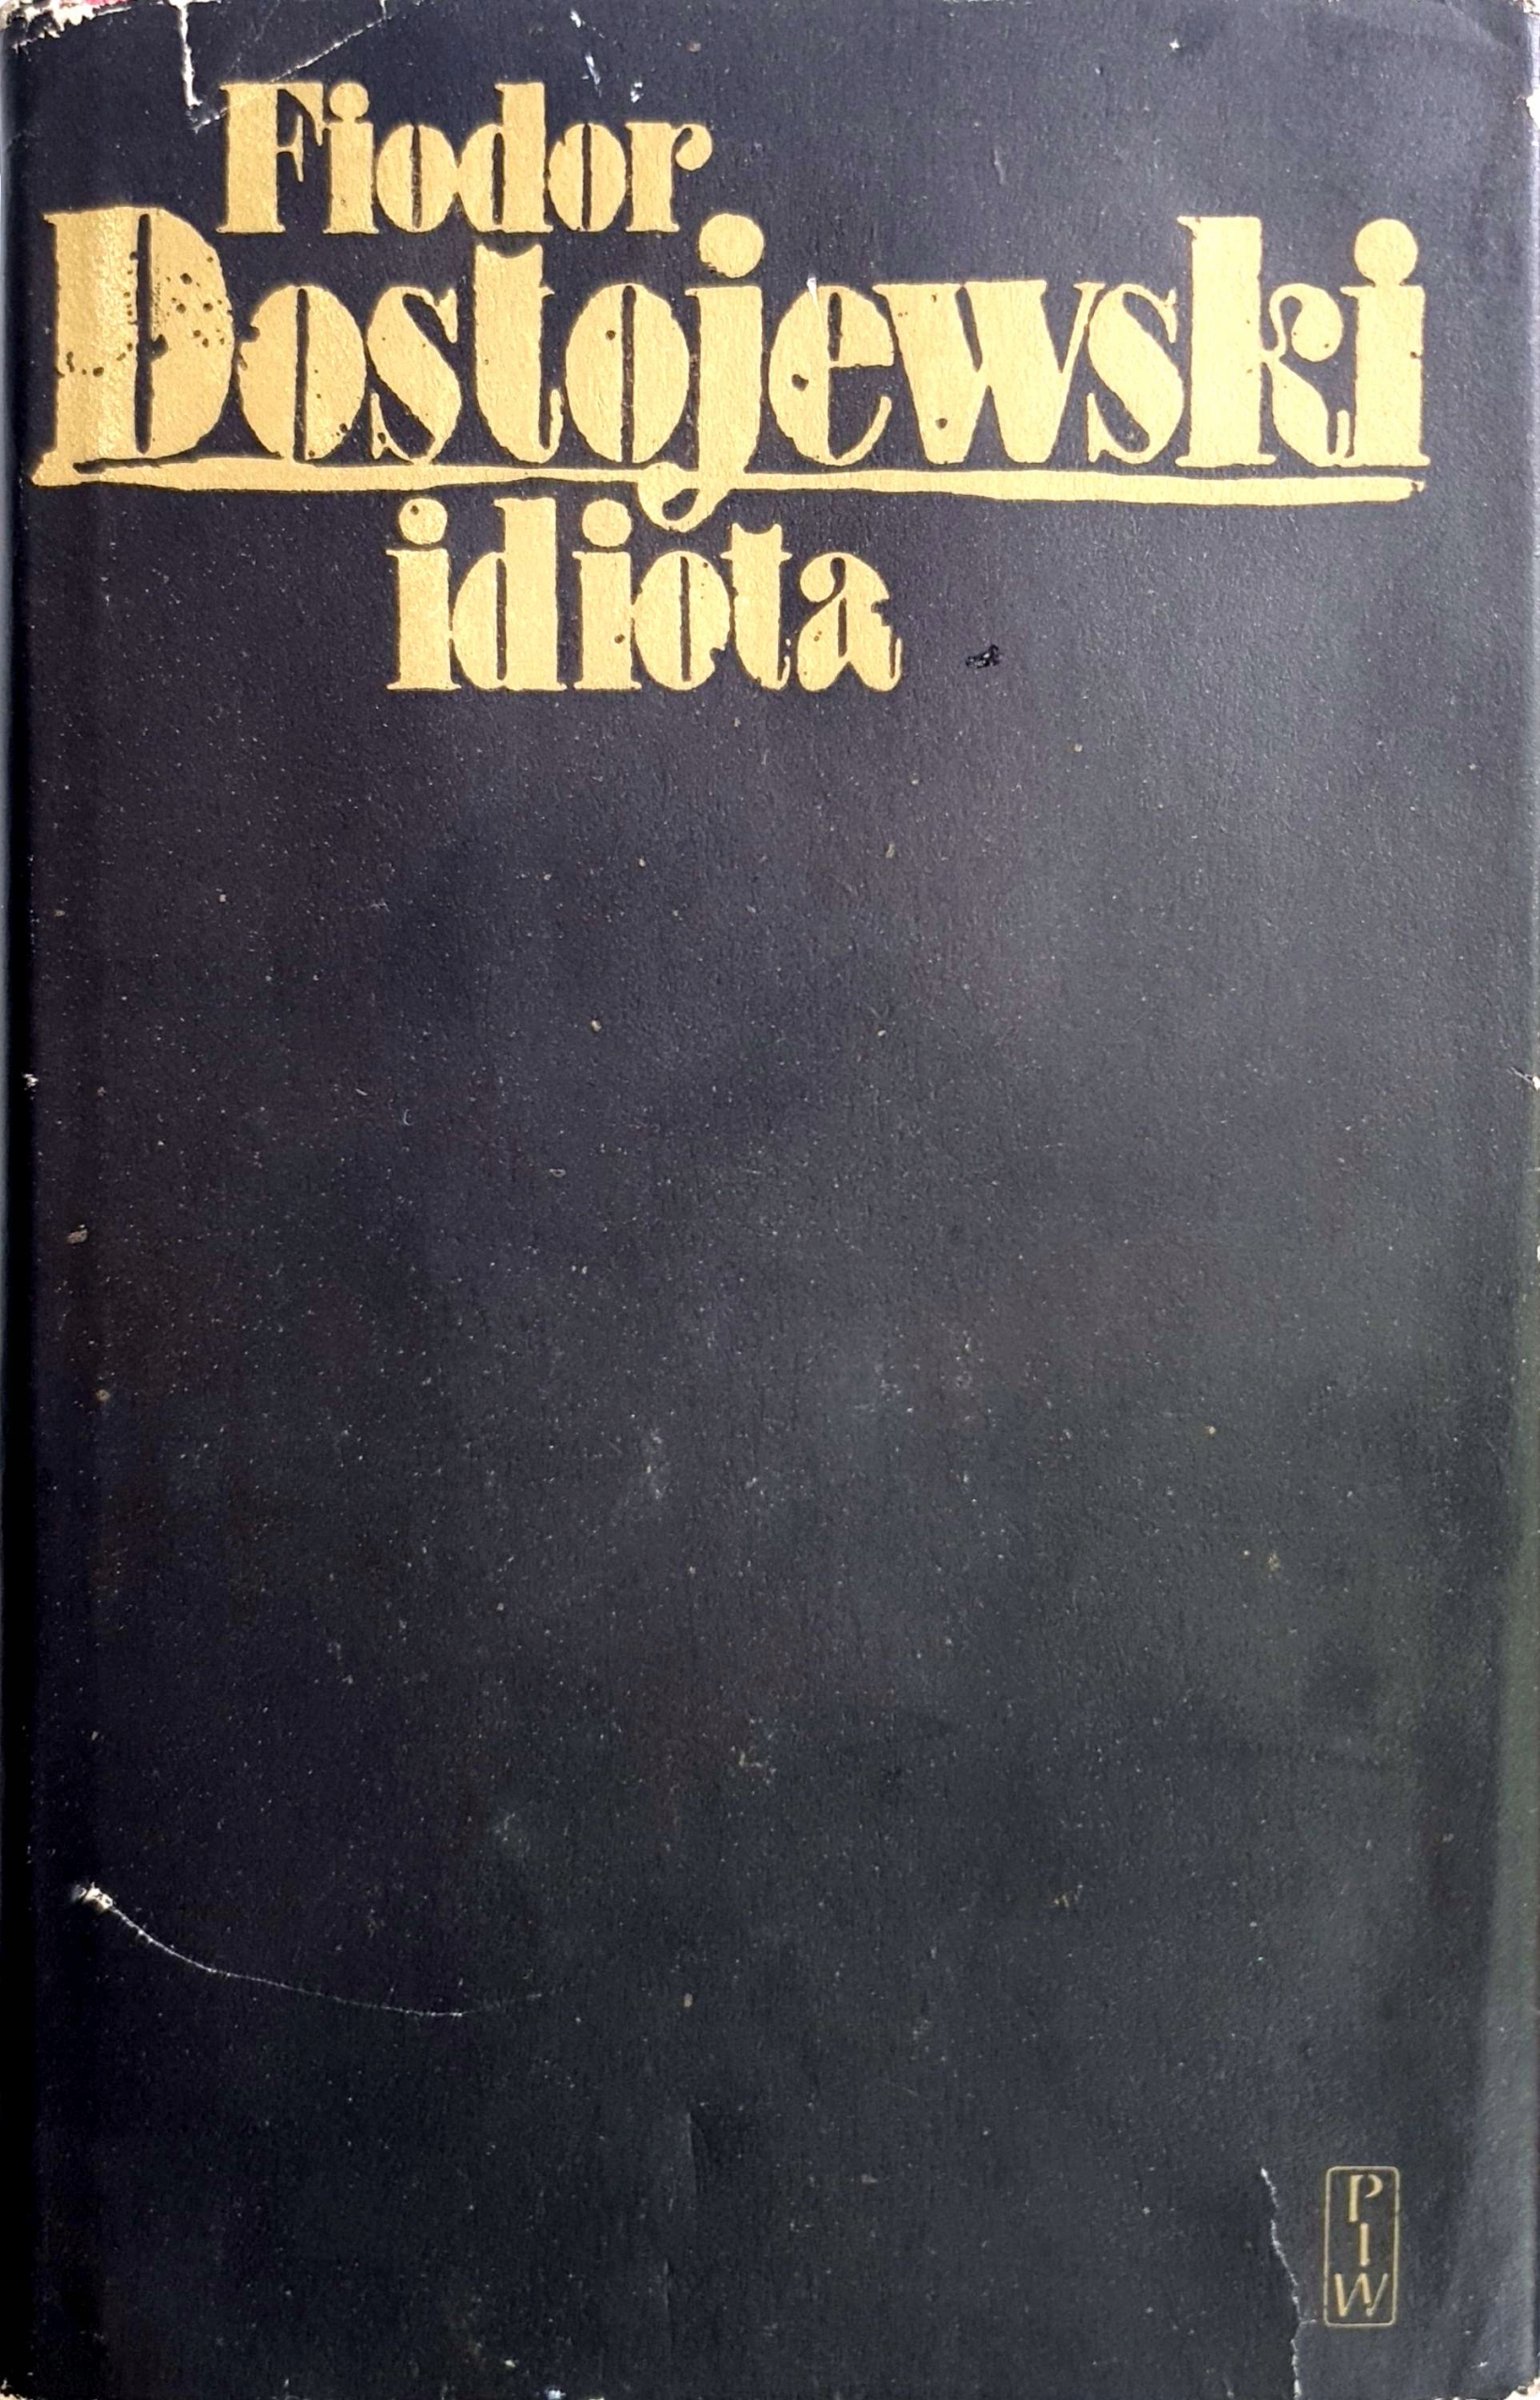 Fiodor
Dostojewski
idiota
P
I
W